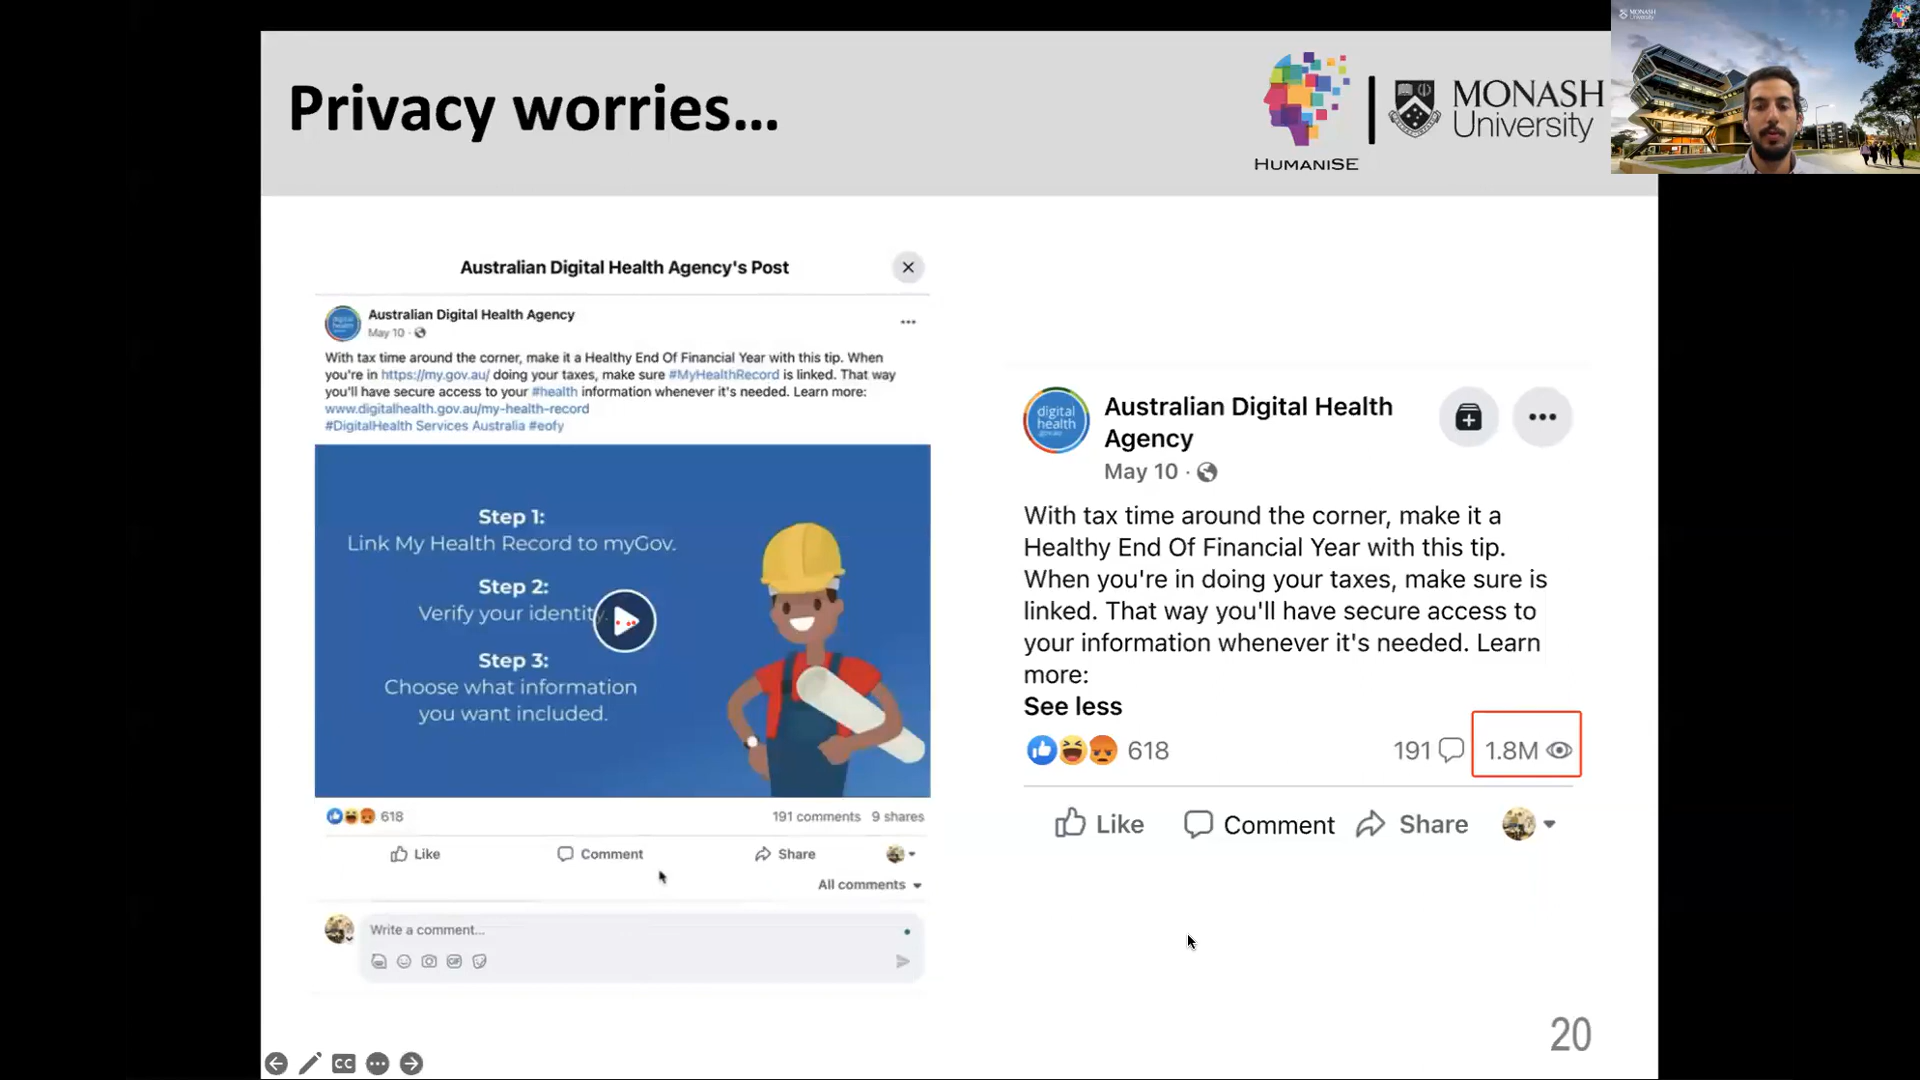 Privacy worries...
HUMANISE
MONASH
University
MONASH
University
Australian Digital Health Agency's Post
digital
health
Australian Digital Health Agency
May 10 ·
With tax time around the corner, make it a Healthy End Of Financial Year with this tip. When
you're in https://my.gov.au/ doing your taxes, make sure #MyHealthRecord is linked. That way
you'll have secure access to your #health information whenever it's needed. Learn more:
www.digitalhealth.gov.au/my-health-record
#DigitalHealth Services Australia #eofy
Step 1:
Link My Health Record to myGov.
Step 2:
Verify your identity.
Step 3:
Choose what information
you want included.
618
191 comments 9 shares
Like Comment Share
All comments
Write a comment...
GIF
digital
health
Australian Digital Health
Agency
May 10 ·
With tax time around the corner, make it a
Healthy End Of Financial Year with this tip.
When you're in doing your taxes, make sure is
linked. That way you'll have secure access to
your information whenever it's needed. Learn
more:
See less
618 191 1.8M
Like Comment Share
20
CC